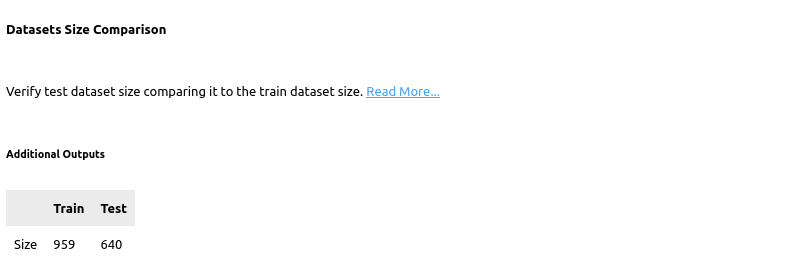 Datasets Size Comparison
Verify test dataset size comparing it to the train dataset size. Read More...
Additional Outputs
Train Test
Size 959 640